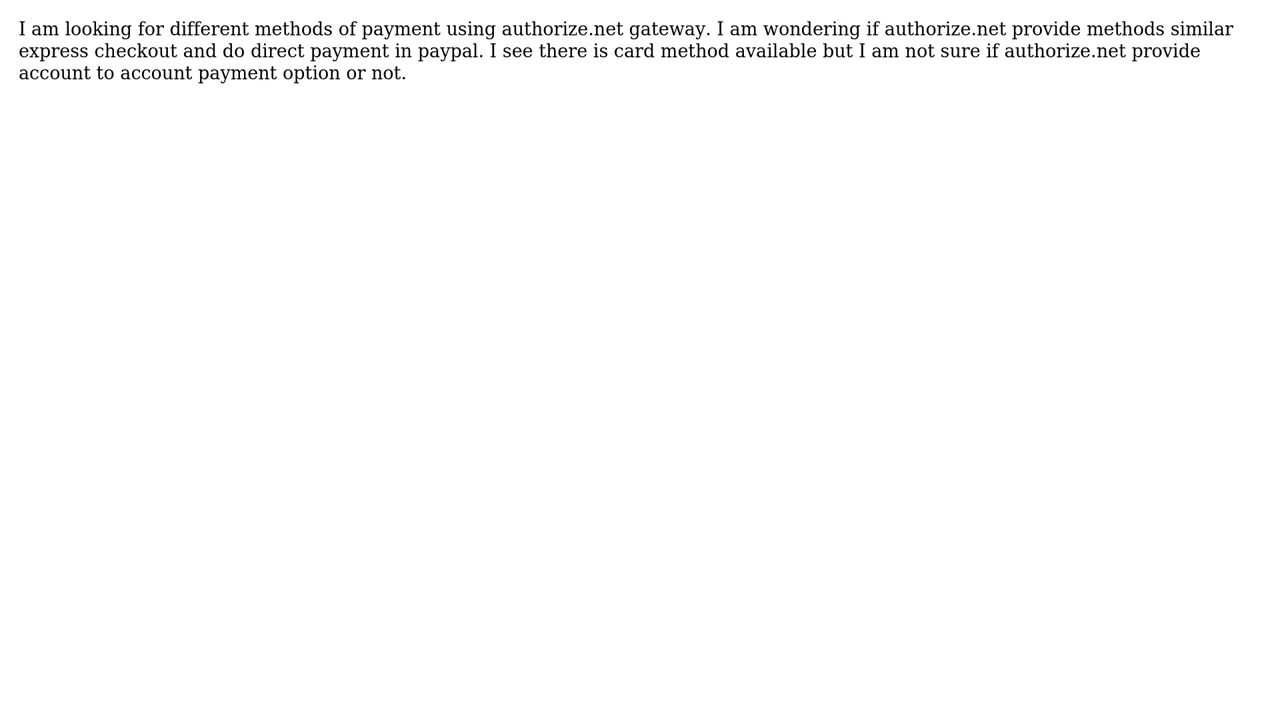 I am looking for different methods of payment using authorize.net gateway. I am wondering if authorize.net provide methods similar
express checkout and do direct payment in paypal. I see there is card method available but I am not sure if authorize.net provide
account to account payment option or not.